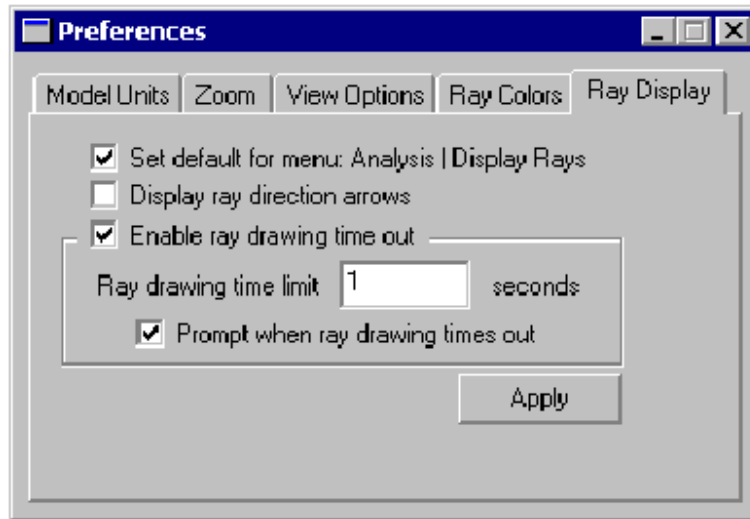 Preferences
Model Units Zoom View Options Ray Colors Ray Display
Set default for menu: Analysis | Display Rays
Display ray direction arrows
Enable ray drawing time out
Ray drawing time limit 1 seconds
Prompt when ray drawing times out
Apply